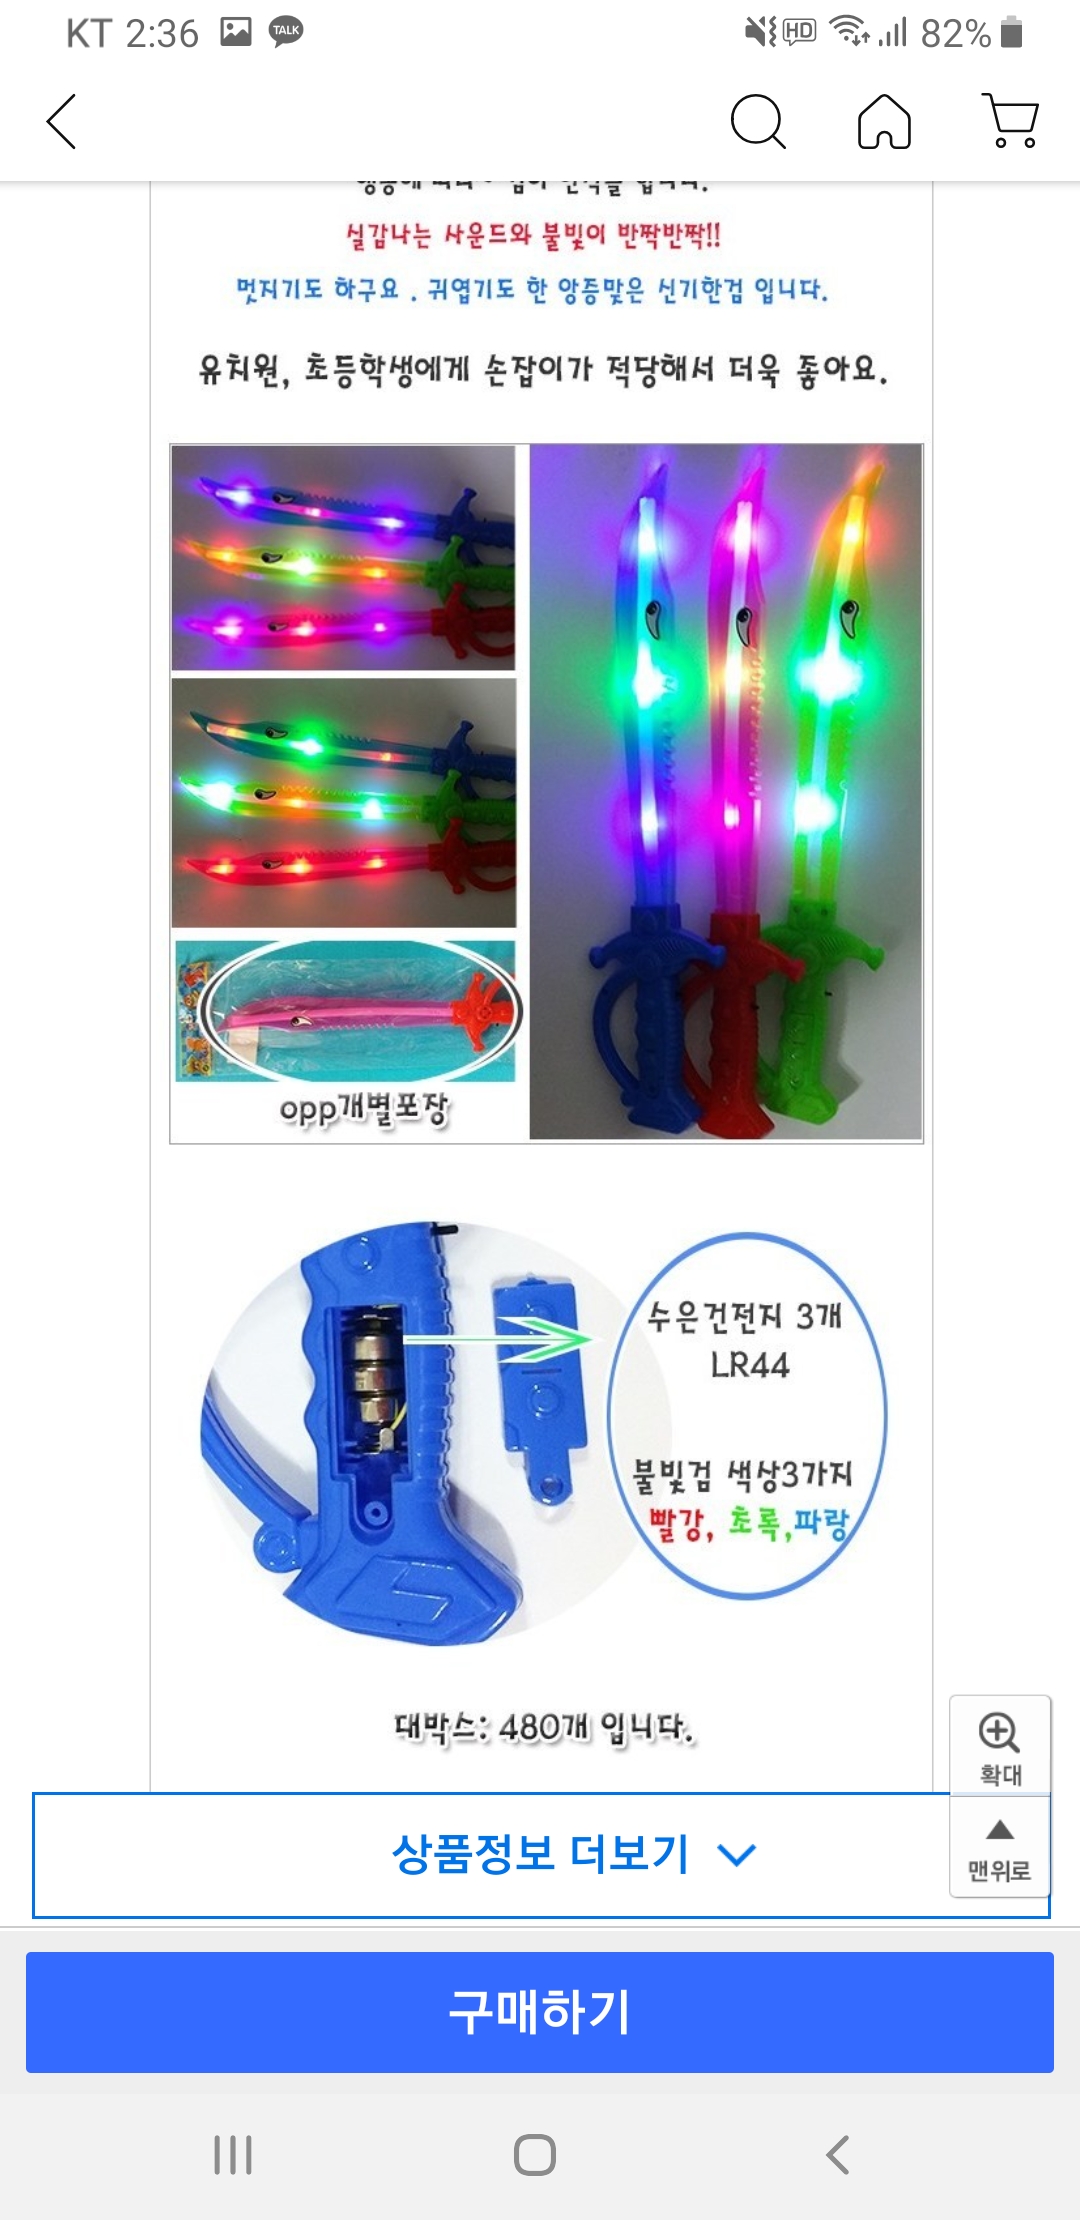 KT 2:36 TALK HD 82%
실감나는 사운드와 불빛이 반짝반짝!!
멋지기도 하구요 . 귀엽기도 한 앙증맞은 신기한검 입니다.
유치원, 초등학생에게 손잡이가 적당해서 더욱 좋아요.
opp개별포장
수은건전지 3개
LR44
불빛검 색상3가지
빨강, 초록,파랑
대박스: 480개 입니다.
확대
상품정보 더보기
맨위로
구매하기